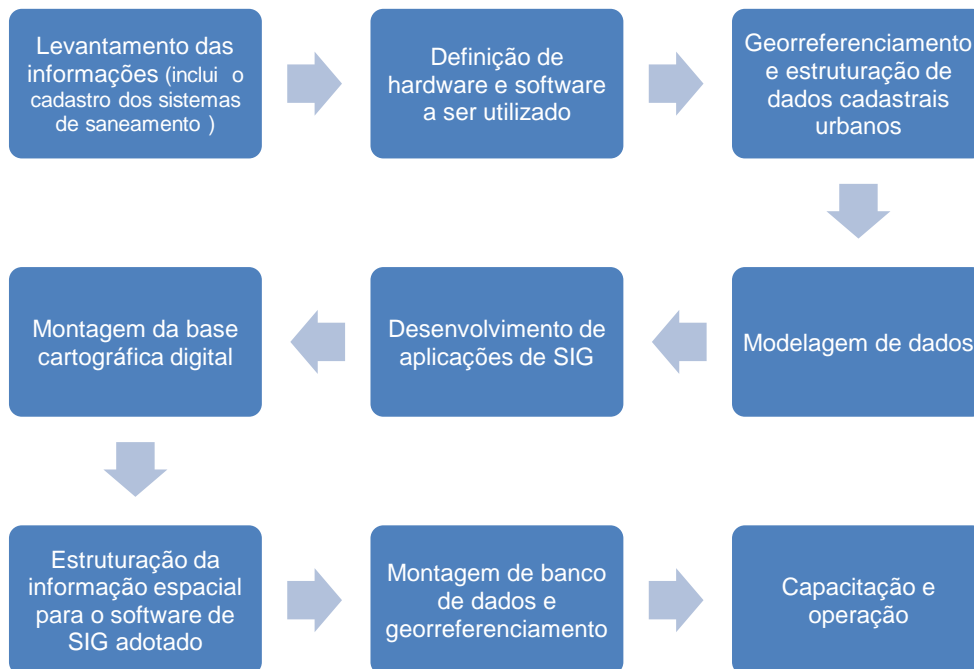 Levantamento das
informações (inclui o
cadastro dos sistemas
de saneamento )
Definição de
hardware e software
a ser utilizado
Georreferenciamento
e estruturação de
dados cadastrais
urbanos
Modelagem de dados
Desenvolvimento de
aplicações de SIG
Montagem da base
cartográfica digital
Estruturação da
informação espacial
para o software de
SIG adotado
Montagem de banco
de dados e
georreferenciamento
Capacitação e
operação